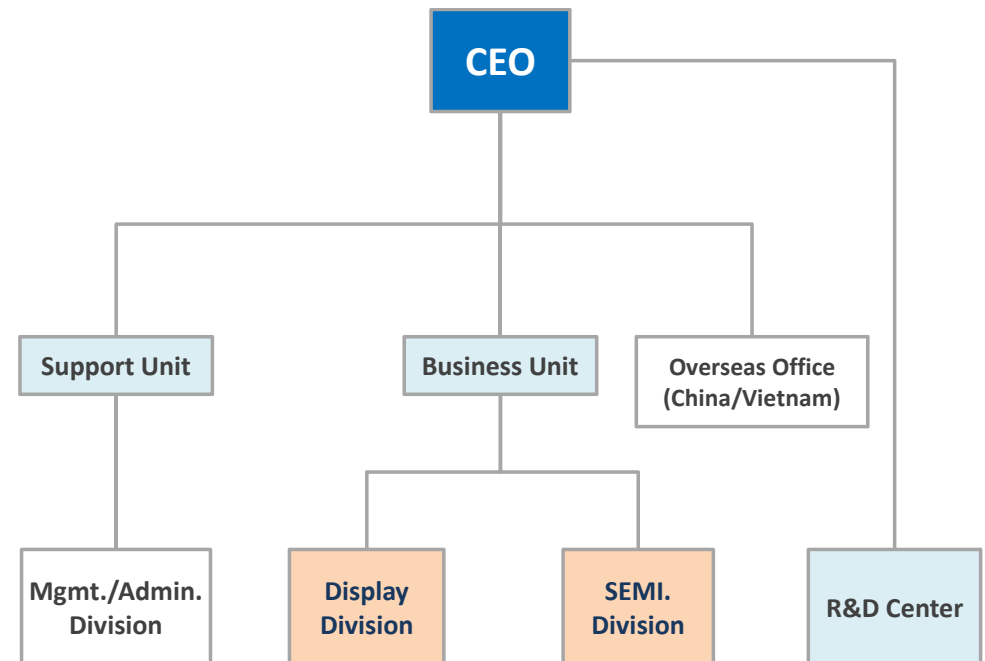 CEO
Support Unit
Business Unit
Overseas Office
(China/Vietnam)
Mgmt./Admin.
Division
Display
Division
SEMI.
Division
R&D Center